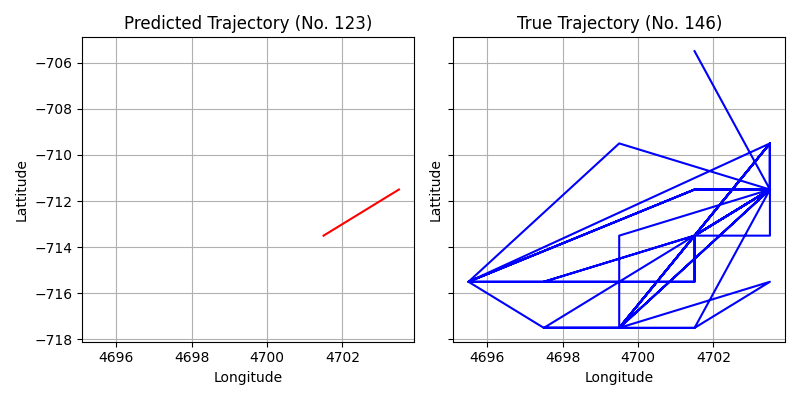 Predicted Trajectory (No. 123)
True Trajectory (No. 146)
Lattitude
−706
−708
−710
−712
−714
−716
−718
4696
4698
4700
4702
Longitude
Lattitude
4696
4698
4700
4702
Longitude